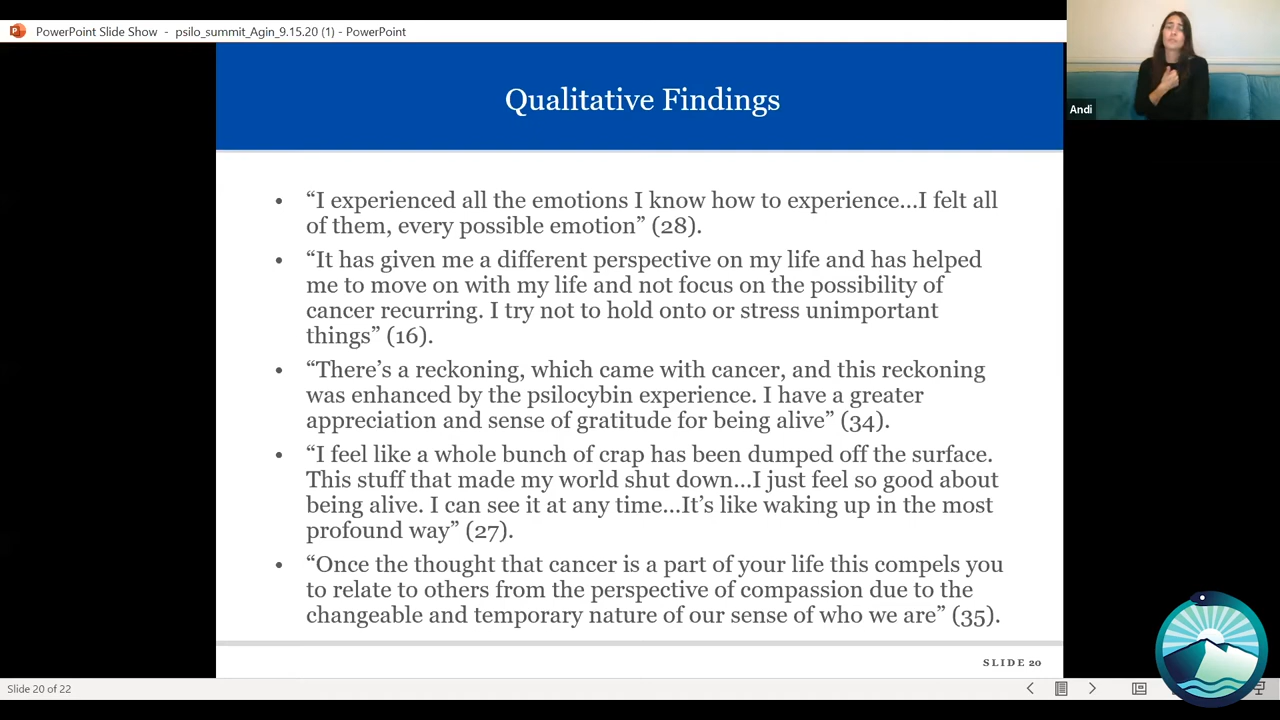 PowerPoint Slide Show - psilo_summit_Agin_9.15.20 (1) - PowerPoint
Andi
Qualitative Findings
• “I experienced all the emotions I know how to experience…I felt all
of them, every possible emotion” (28).
• “It has given me a different perspective on my life and has helped
me to move on with my life and not focus on the possibility of
cancer recurring. I try not to hold onto or stress unimportant
things” (16).
• “There’s a reckoning, which came with cancer, and this reckoning
was enhanced by the psilocybin experience. I have a greater
appreciation and sense of gratitude for being alive” (34).
• “I feel like a whole bunch of crap has been dumped off the surface.
This stuff that made my world shut down…I just feel so good about
being alive. I can see it at any time…It’s like waking up in the most
profound way” (27).
• “Once the thought that cancer is a part of your life this compels you
to relate to others from the perspective of compassion due to the
changeable and temporary nature of our sense of who we are” (35).
SLIDE 20
Slide 20 of 22